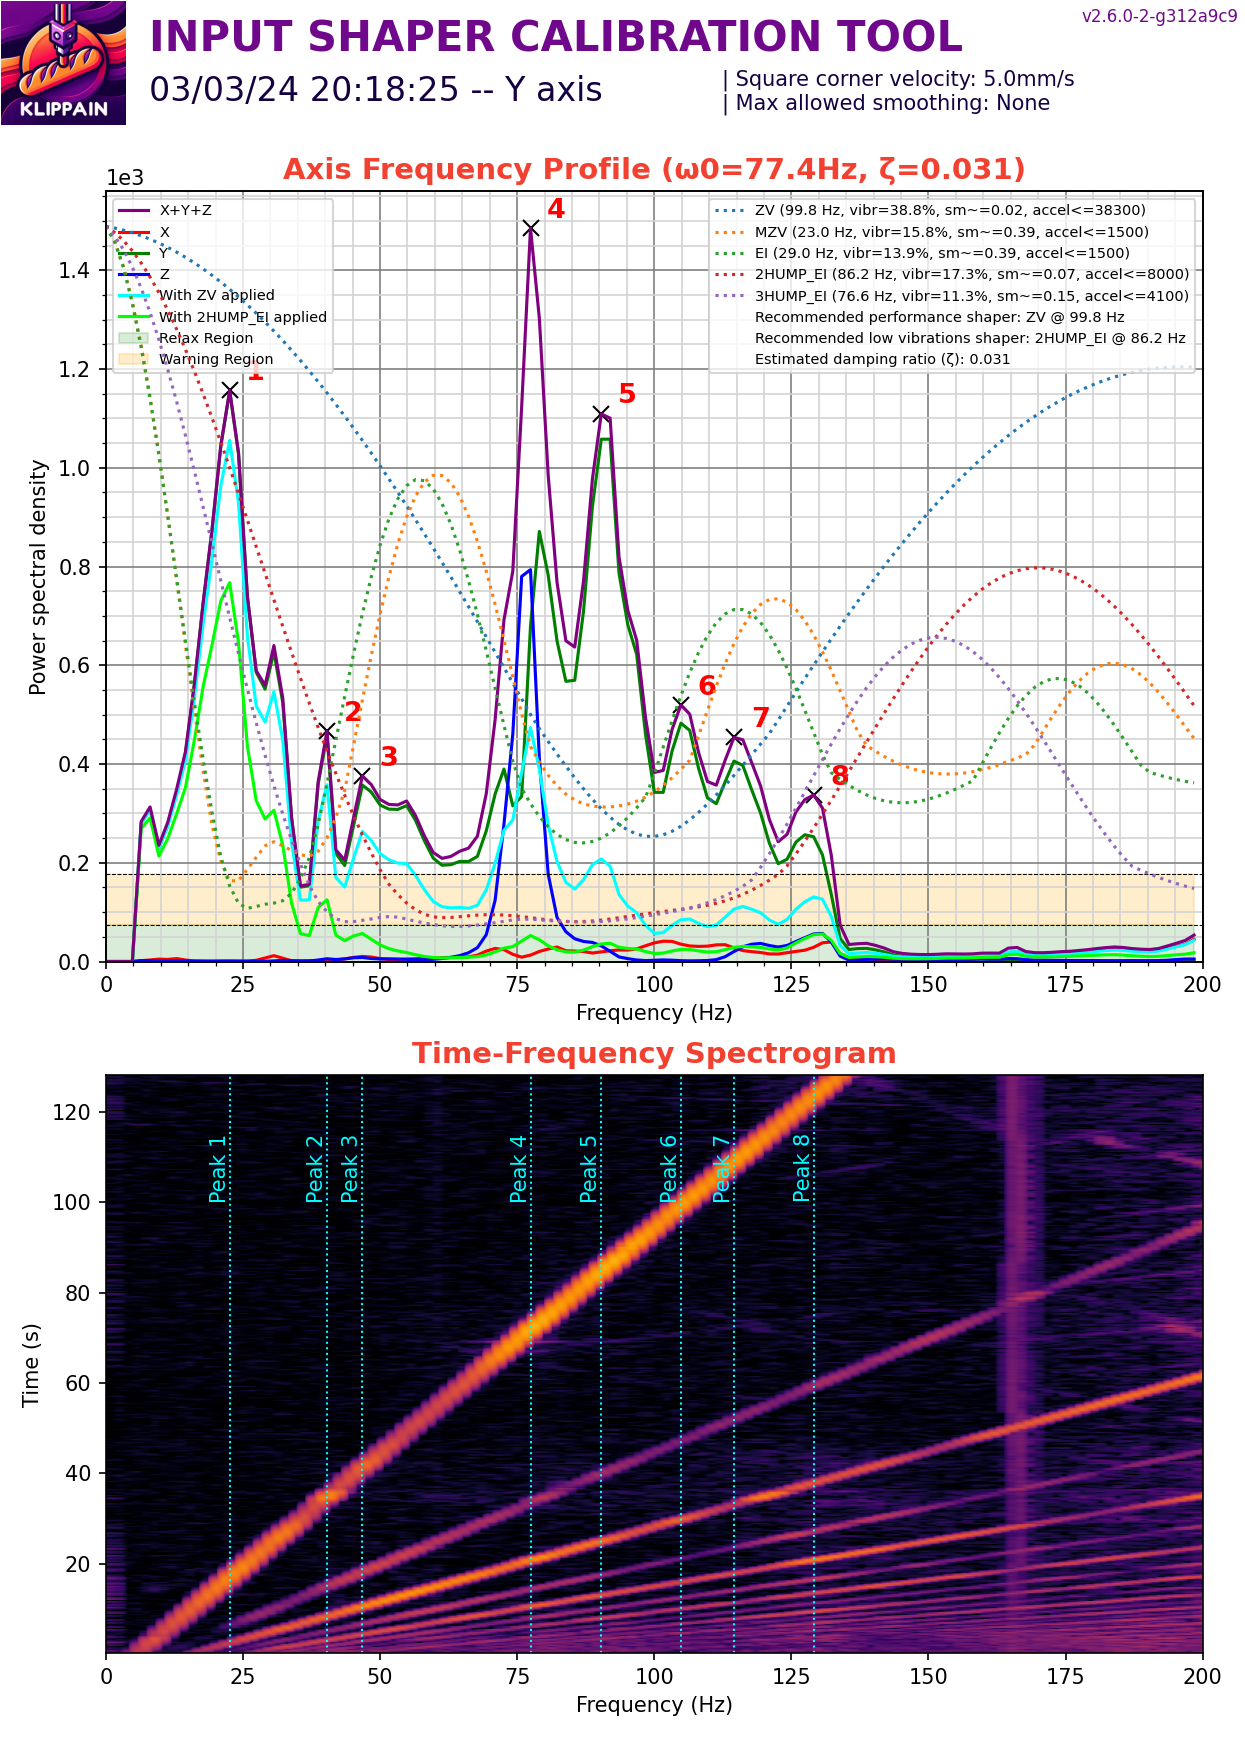 v2.6.0-2-g312a9c9
INPUT SHAPER CALIBRATION TOOL
03/03/24 20:18:25 -- Y axis
| Square corner velocity: 5.0mm/s
| Max allowed smoothing: None
KLIPPAIN
Axis Frequency Profile (ω0=77.4Hz, ζ=0.031)
1e3
X+Y+Z
X
Y
Z
With ZV applied
With 2HUMP_EI applied
Relax Region
Warning Region
ZV (99.8 Hz, vibr=38.8%, sm~=0.02, accel<=38300)
MZV (23.0 Hz, vibr=15.8%, sm~=0.39, accel<=1500)
EI (29.0 Hz, vibr=13.9%, sm~=0.39, accel<=1500)
2HUMP_EI (86.2 Hz, vibr=17.3%, sm~=0.07, accel<=8000)
3HUMP_EI (76.6 Hz, vibr=11.3%, sm~=0.15, accel<=4100)
Recommended performance shaper: ZV @ 99.8 Hz
Recommended low vibrations shaper: 2HUMP_EI @ 86.2 Hz
Estimated damping ratio (ζ): 0.031
1
2
3
4
5
6
7
8
Power spectral density
1.4
1.2
1.0
0.8
0.6
0.4
0.2
0.0
0 25 50 75 100 125 150 175 200
Frequency (Hz)
Time-Frequency Spectrogram
Time (s)
120
100
80
60
40
20
Peak 1
Peak 2
Peak 3
Peak 4
Peak 5
Peak 6
Peak 7
Peak 8
0 25 50 75 100 125 150 175 200
Frequency (Hz)